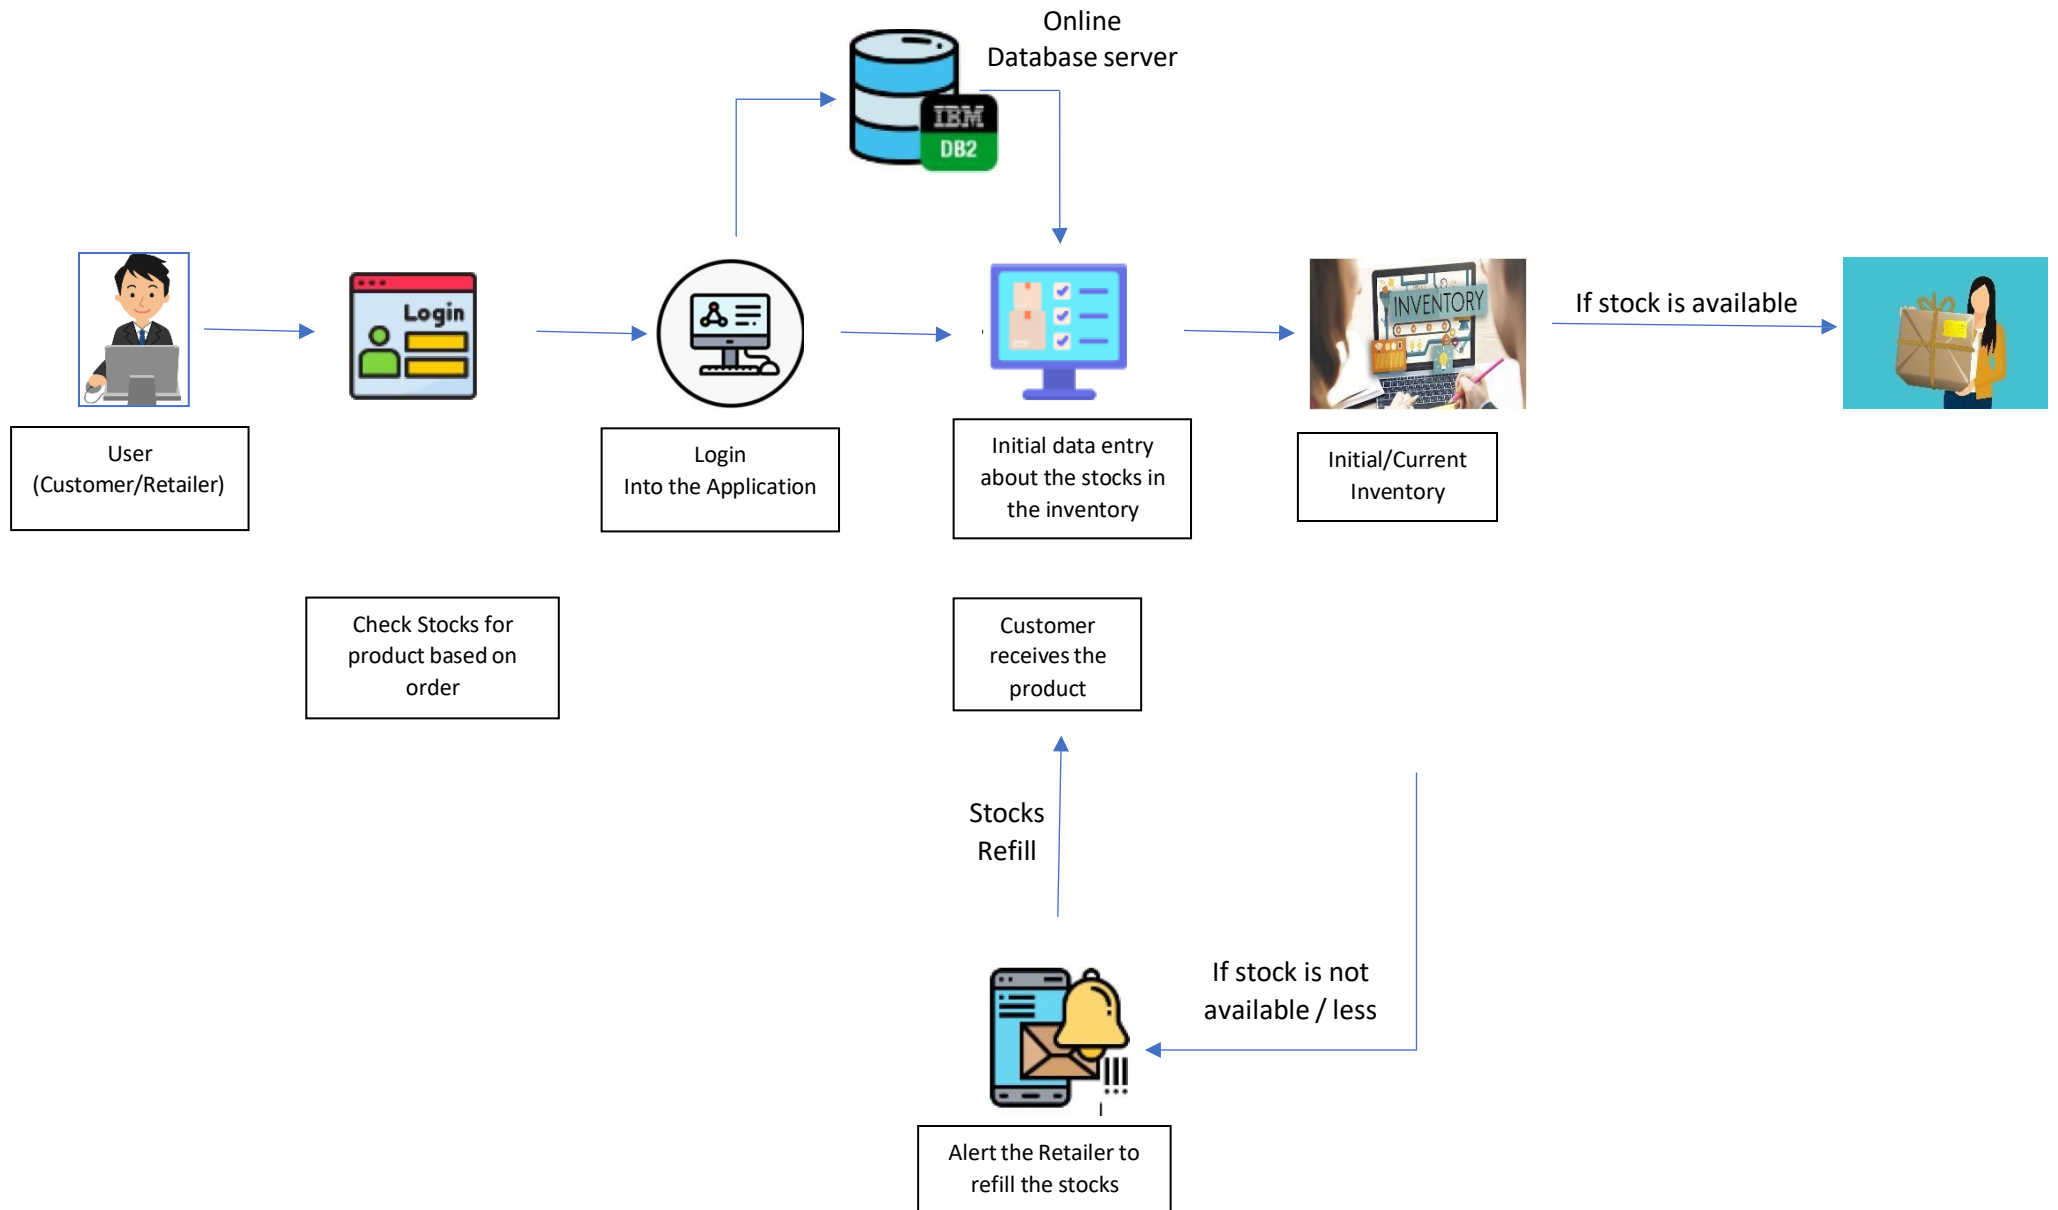 Online
Database server
IBM
DB2
Login
INVENTORY
If stock is available
User
(Customer/Retailer)
Login
Into the Application
Initial data entry
about the stocks in
the inventory
Initial/Current
Inventory
Check Stocks for
product based on
order
Customer
receives the
product
Stocks
Refill
If stock is not
available / less
Alert the Retailer to
refill the stocks